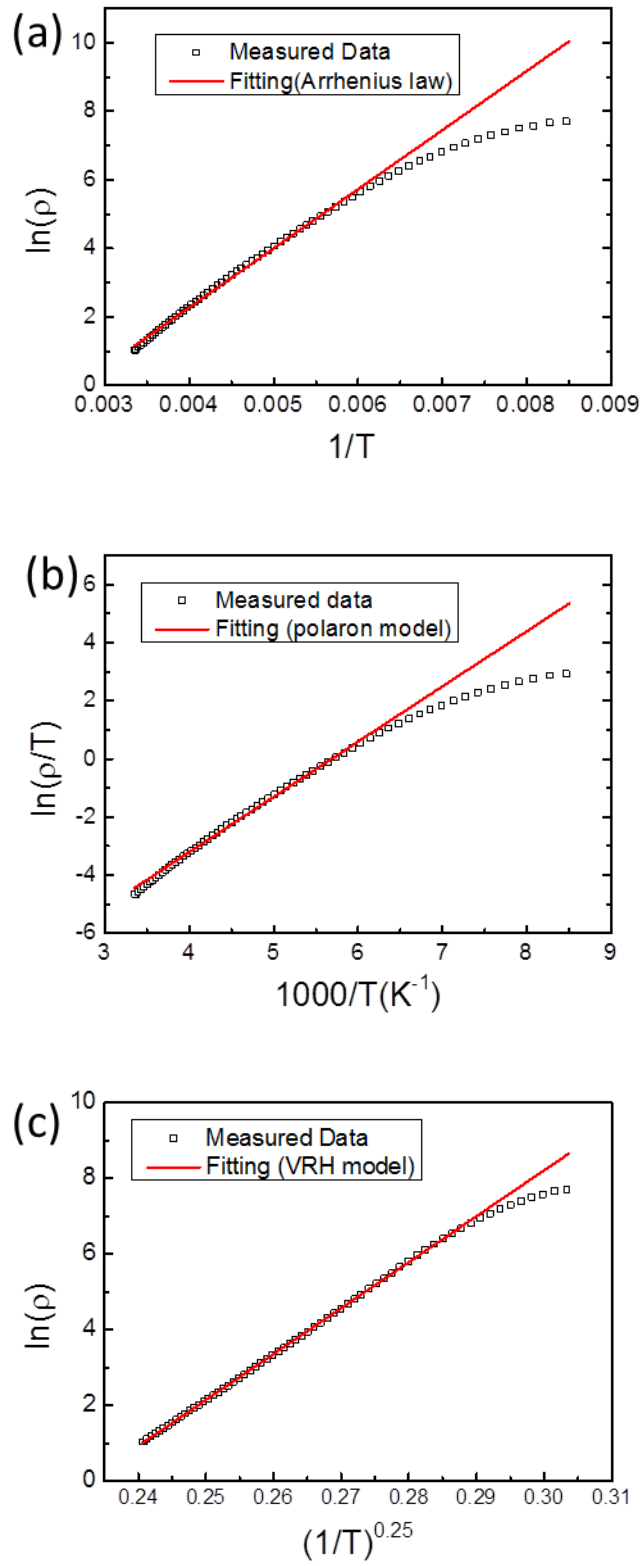 (a)
Measured Data
Fitting(Arrhenius law)
ln(ρ)
10
8
6
4
2
0
0.003 0.004 0.005 0.006 0.007 0.008 0.009
1/T
(b)
Measured data
Fitting (polaron model)
ln(ρ/T)
6
4
2
0
-2
-4
-6
3 4 5 6 7 8 9
1000/T(K⁻¹)
(c)
Measured Data
Fitting (VRH model)
ln(ρ)
10
8
6
4
2
0
0.24 0.25 0.26 0.27 0.28 0.29 0.30 0.31
(1/T)⁰·²⁵